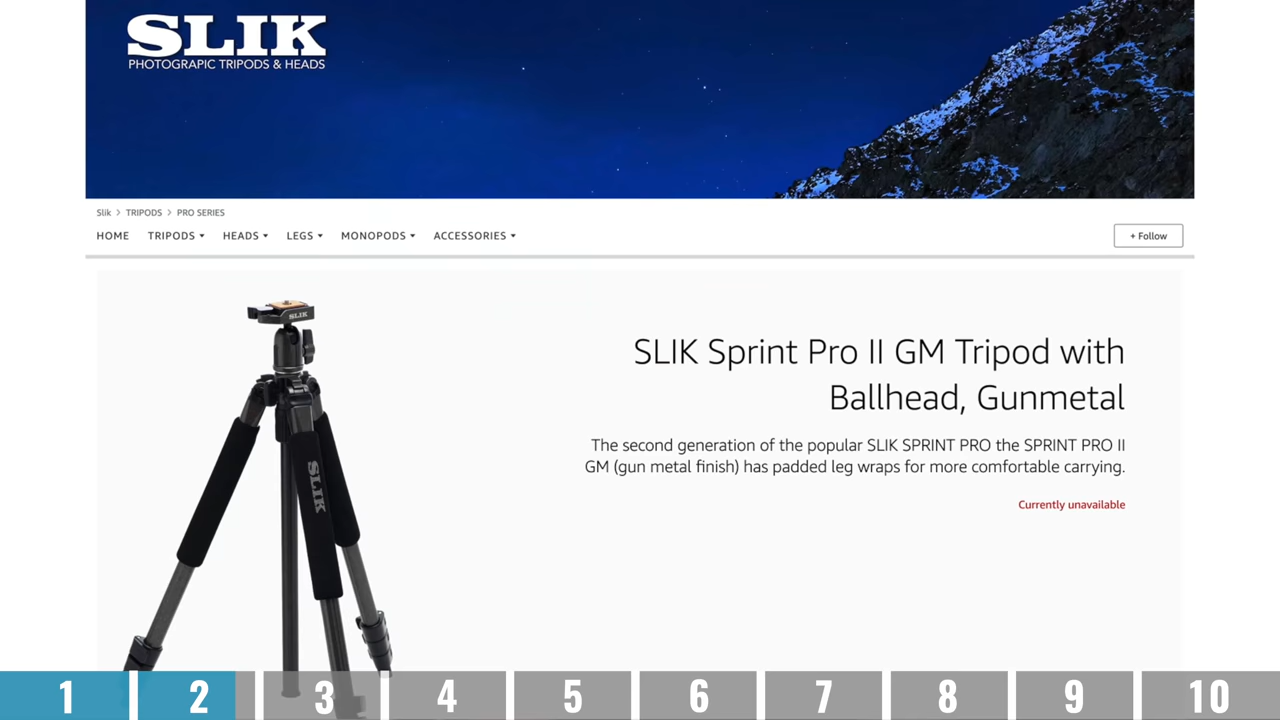 SLIK
PHOTOGRAPIC TRIPODS & HEADS
Slik > TRIPODS > PRO SERIES
HOME TRIPODS HEADS LEGS MONOPODS ACCESSORIES + Follow
SLIK
SLIK
SLIK Sprint Pro II GM Tripod with
Ballhead, Gunmetal
The second generation of the popular SLIK SPRINT PRO the SPRINT PRO II
GM (gun metal finish) has padded leg wraps for more comfortable carrying.
Currently unavailable
1 2 3 4 5 6 7 8 9 10